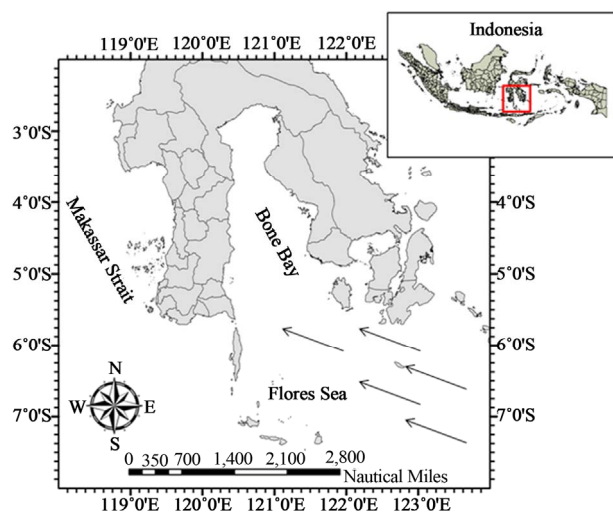 Indonesia
119°0'E 120°0'E 121°0'E 122°0'E
3°0'S
4°0'S 4°0'S
5°0'S 5°0'S
6°0'S 6°0'S
7°0'S 7°0'S
Makassar Strait
Bone Bay
Flores Sea
N
W E
S
0 350 700 1,400 2,100 2,800
Nautical Miles
119°0'E 120°0'E 121°0'E 122°0'E 123°0'E